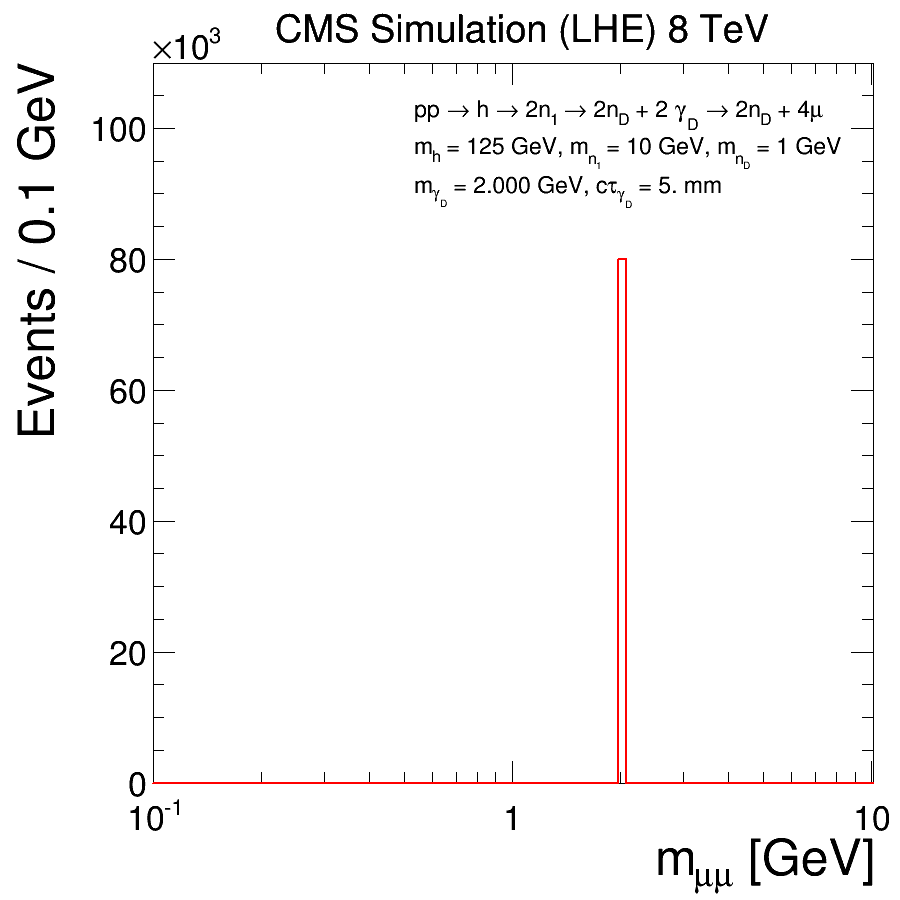 CMS Simulation (LHE) 8 TeV
×10³
Events / 0.1 GeV
pp → h → 2n₁ → 2n_D + 2 γ_D → 2n_D + 4μ
m_h = 125 GeV, m_n₁ = 10 GeV, m_n_D = 1 GeV
m_γ_D = 2.000 GeV, cτ_γ_D = 5. mm
100
80
60
40
20
0
10⁻¹ 1 10
m_μμ [GeV]